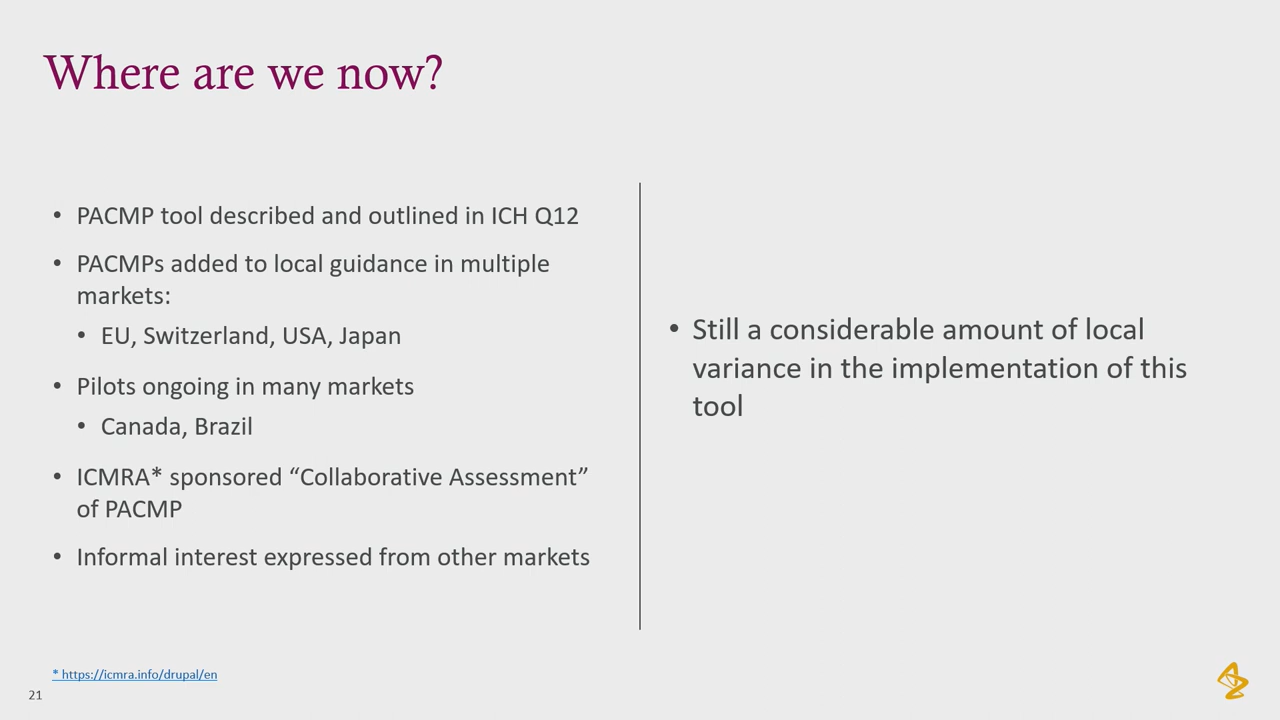 Where are we now?
• PACMP tool described and outlined in ICH Q12
• PACMPs added to local guidance in multiple
markets:
• EU, Switzerland, USA, Japan
• Pilots ongoing in many markets
• Canada, Brazil
• ICMRA* sponsored “Collaborative Assessment”
of PACMP
• Informal interest expressed from other markets
• Still a considerable amount of local
variance in the implementation of this
tool
* https://icmra.info/drupal/en
21